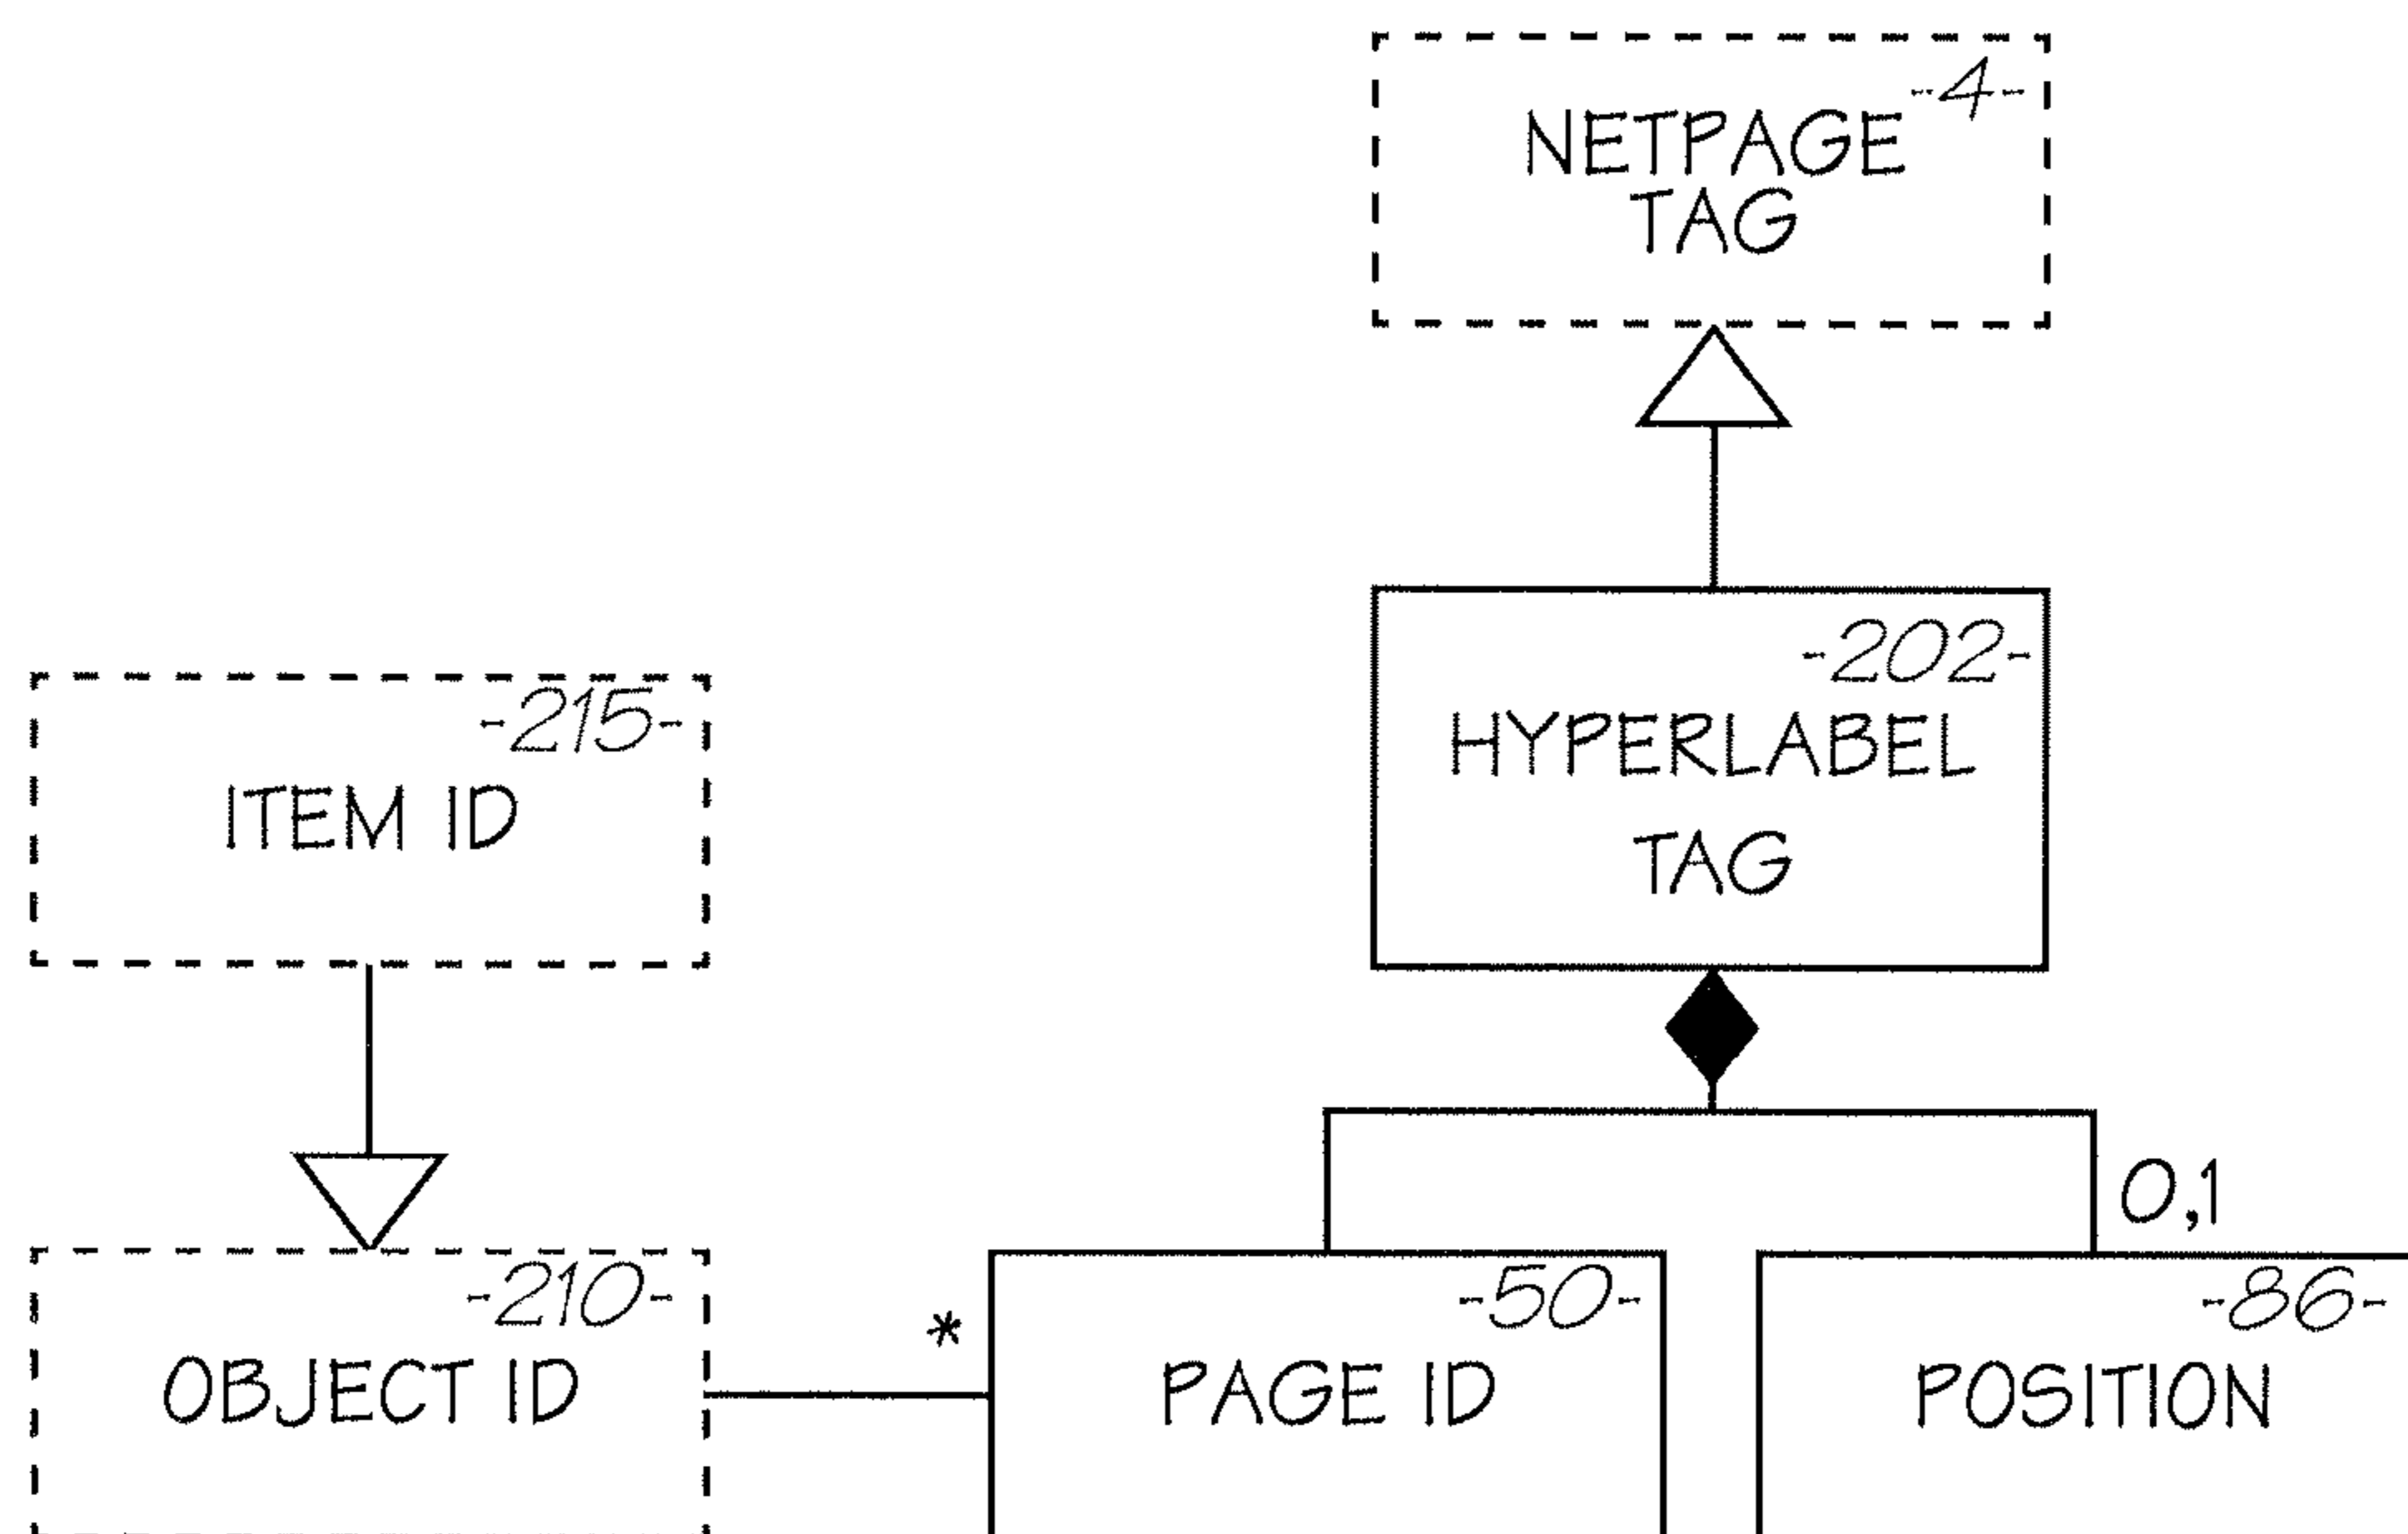 -4-
NETPAGE
TAG
-202-
HYPERLABEL
TAG
-215-
ITEM ID
0,1
-210-
OBJECT ID
*
-50-
PAGE ID
-86-
POSITION